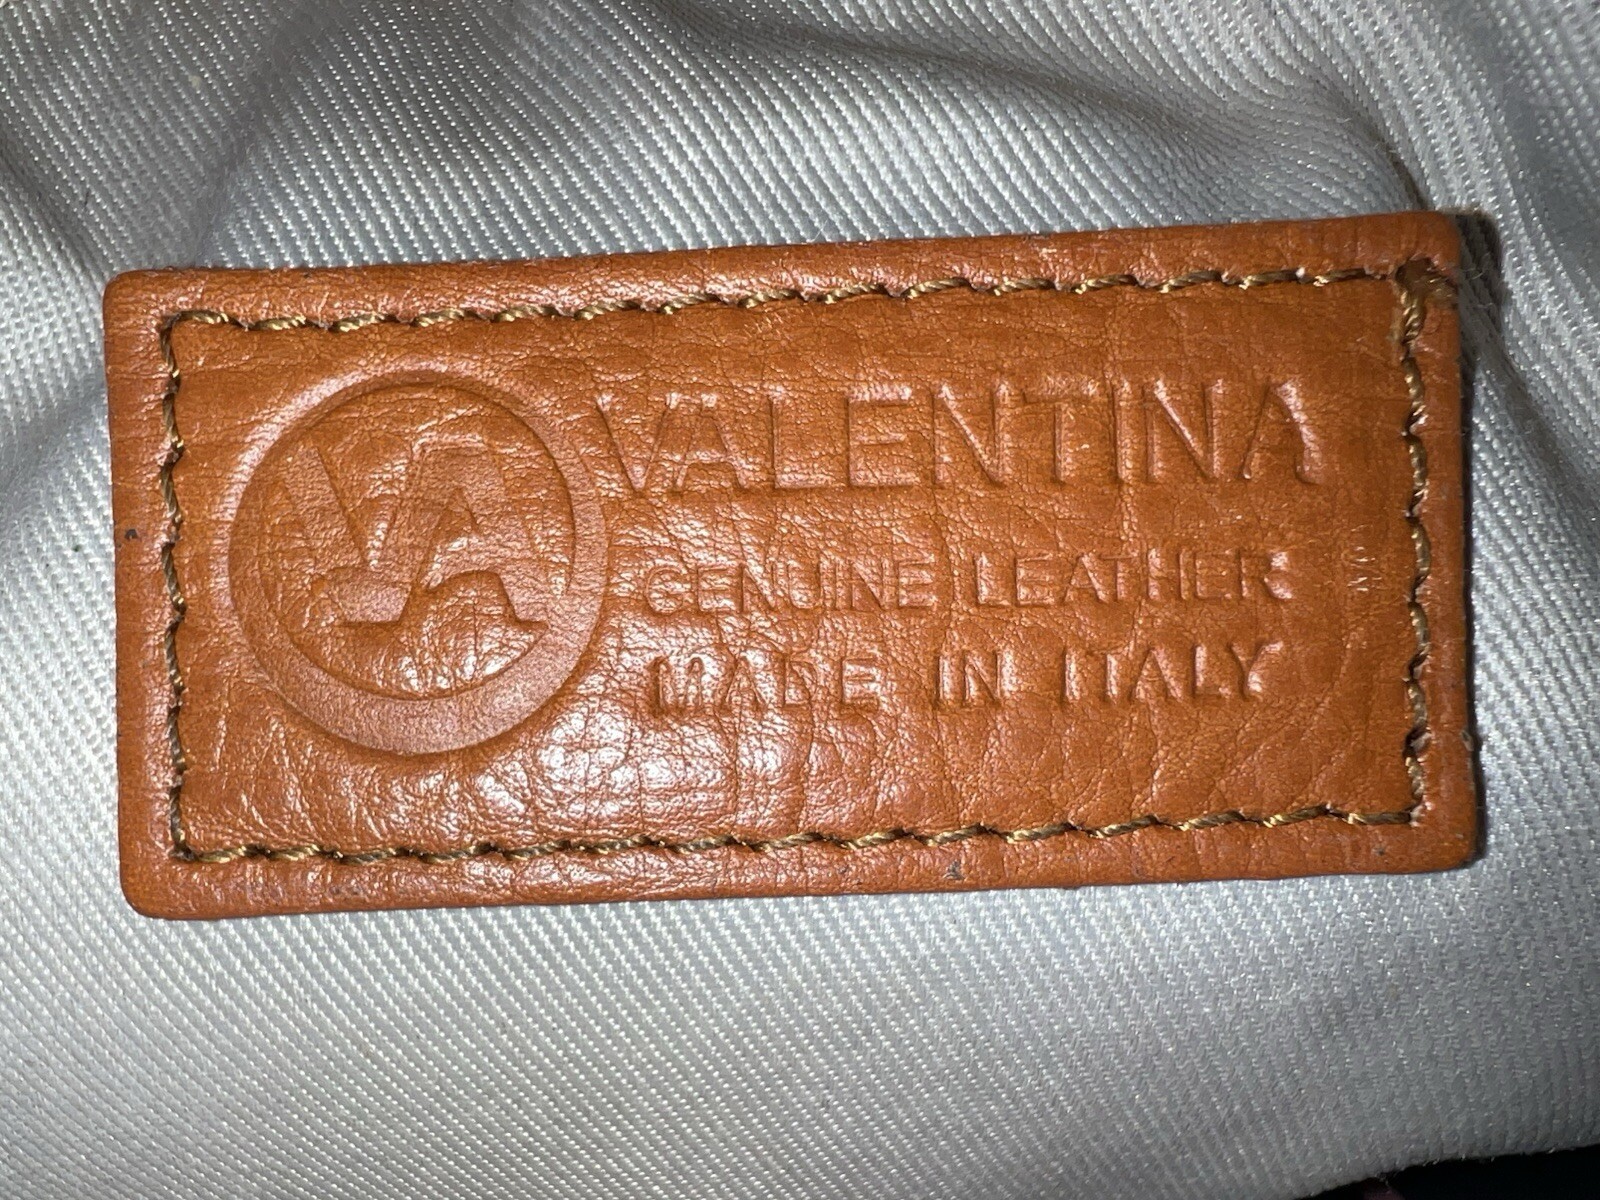 VA
VALENTINA
GENUINE LEATHER
MADE IN ITALY